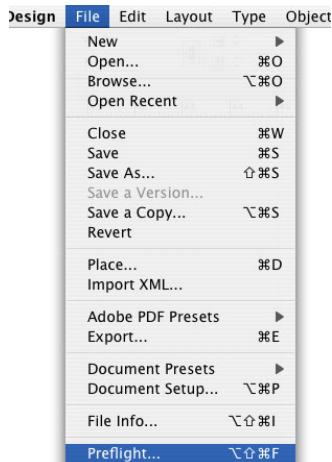 Design File Edit Layout Type Object
New
Open... ⌘O
Browse... ⌥⌘O
Open Recent
Close ⌘W
Save ⌘S
Save As... ⇧⌘S
Save a Version...
Save a Copy... ⌥⌘S
Revert
Place... ⌘D
Import XML...
Adobe PDF Presets
Export... ⌘E
Document Presets
Document Setup... ⌥⌘P
File Info... ⌥⇧⌘I
Preflight... ⌥⇧⌘F